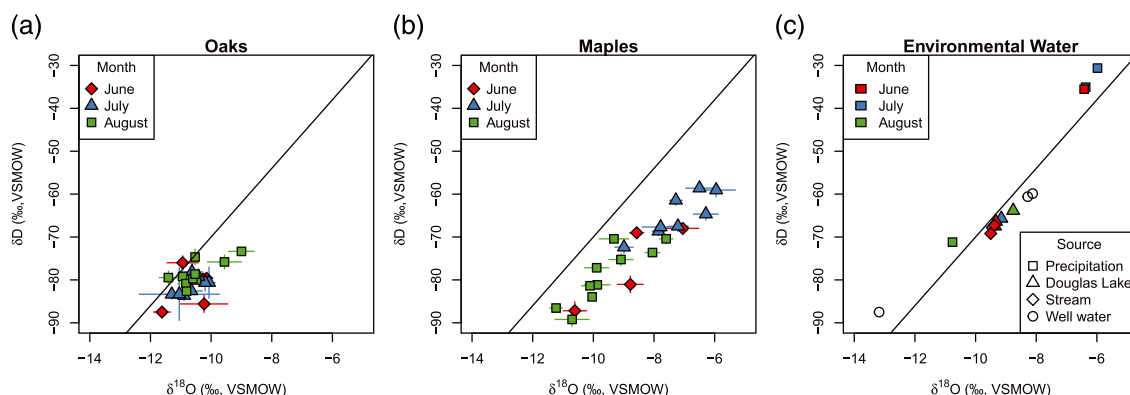 (a)
Oaks
Month
June
July
August
−30
−40
−50
−60
−70
−80
−90
δD (‰, VSMOW)
−14
−12
−10
−8
−6
δ18O (‰, VSMOW)
(b)
Maples
Month
June
July
August
−30
−40
−50
−60
−70
−80
−90
δD (‰, VSMOW)
−14
−12
−10
−8
−6
δ18O (‰, VSMOW)
(c)
Environmental Water
Month
June
July
August
−30
−40
−50
−60
−70
−80
−90
δD (‰, VSMOW)
Source
Precipitation
Douglas Lake
Stream
Well water
−14
−12
−10
−8
−6
δ18O (‰, VSMOW)